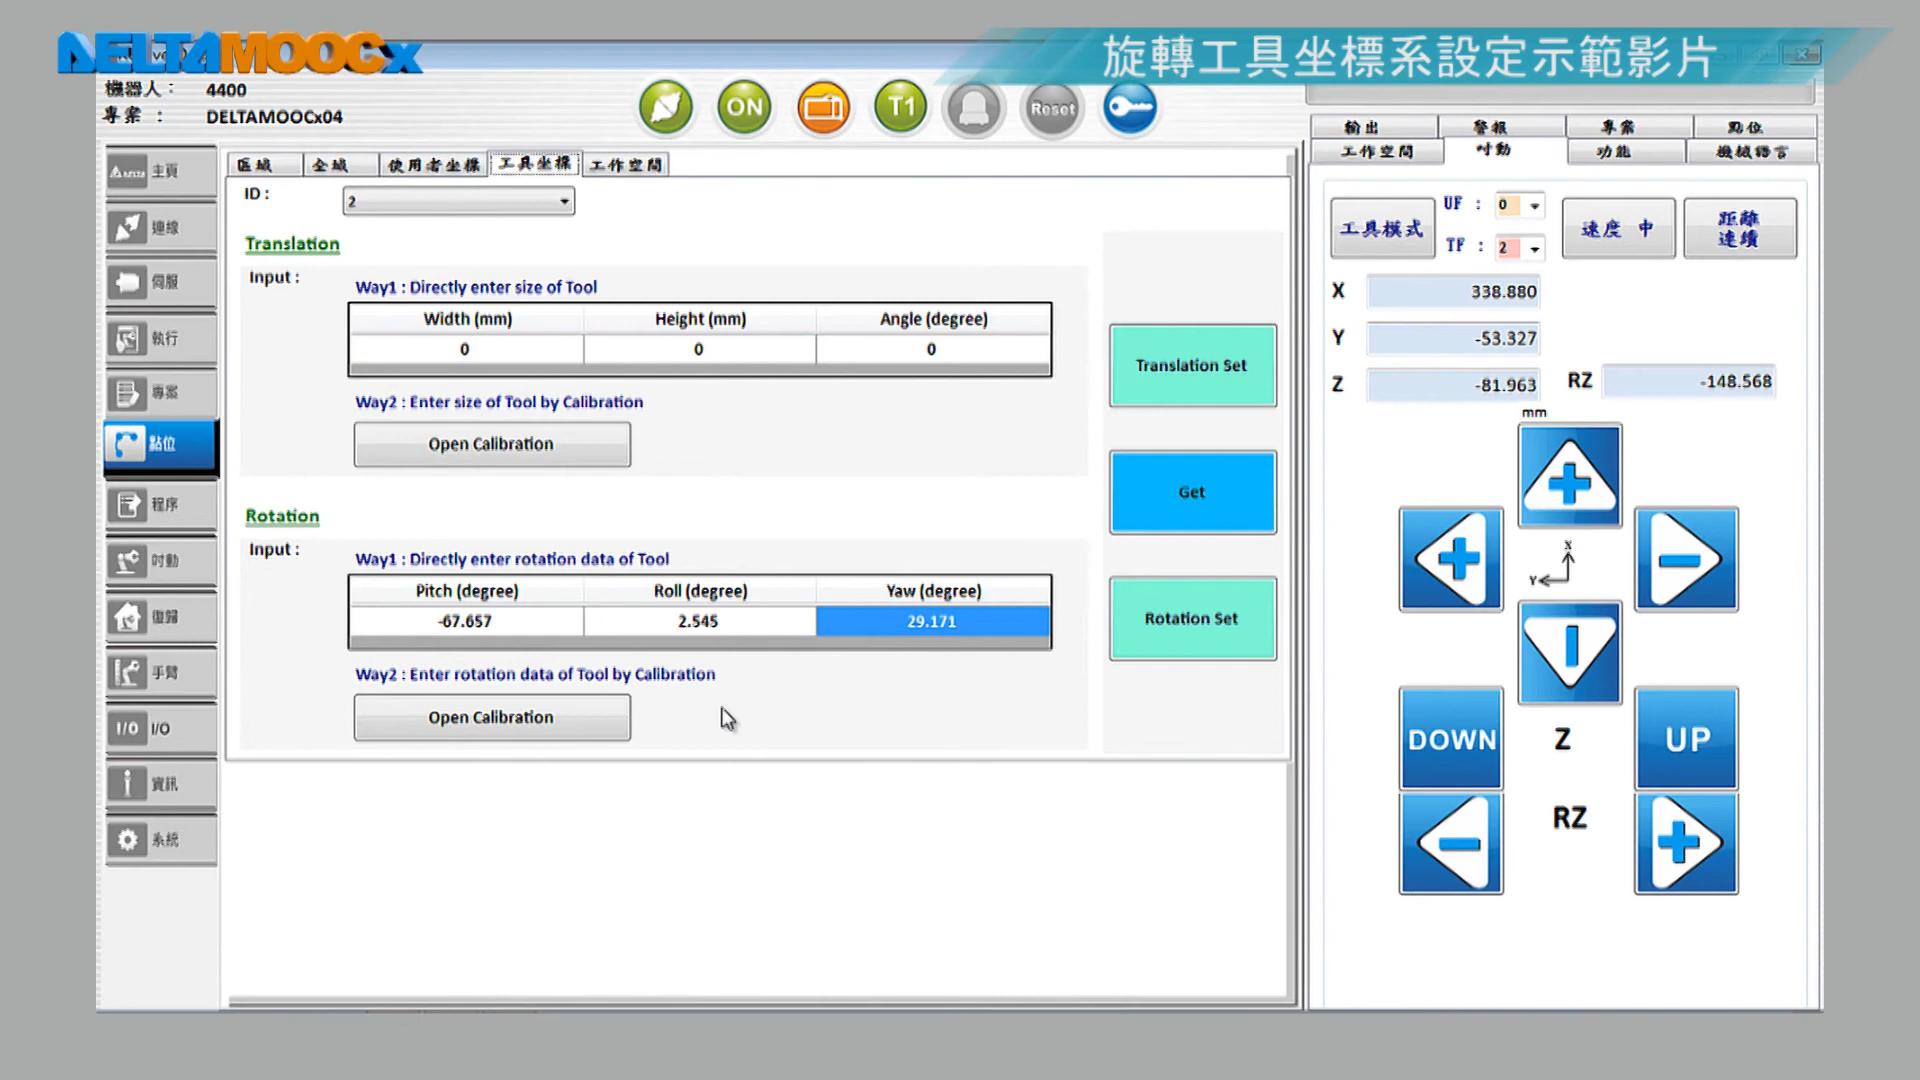 DELTAMOOCx
旋轉工具坐標系設定示範影片
機器人： 4400
專案 ： DELTAMOOCx04
ON
T1
Reset
輸出 警報 專案 點位
工作空間 吋動 功能 機械語言
主頁
連線
伺服
執行
專案
點位
程序
吋動
復歸
手臂
I/O I/O
資訊
系統
區域 全域 使用者坐標 工具坐標 工作空間
ID : 2
Translation
Input :
Way1 : Directly enter size of Tool
Width (mm) Height (mm) Angle (degree)
0 0 0
Way2 : Enter size of Tool by Calibration
Open Calibration
Rotation
Input :
Way1 : Directly enter rotation data of Tool
Pitch (degree) Roll (degree) Yaw (degree)
-67.657 2.545 29.171
Way2 : Enter rotation data of Tool by Calibration
Open Calibration
Translation Set
Get
Rotation Set
工具模式
UF : 0
TF : 2
速度 中
距離
連續
X 338.880
Y -53.327
Z -81.963 RZ -148.568
mm
X
Y
DOWN Z UP
RZ